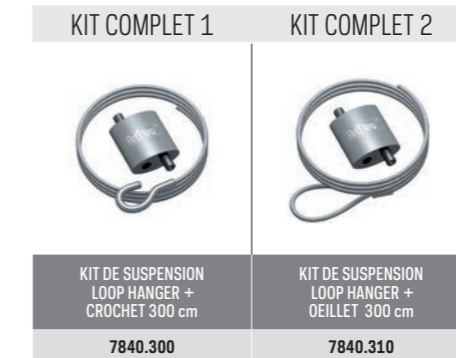 KIT COMPLET 1
KIT COMPLET 2
KIT DE SUSPENSION
LOOP HANGER +
CROCHET 300 cm
KIT DE SUSPENSION
LOOP HANGER +
OEILLET 300 cm
7840.300
7840.310